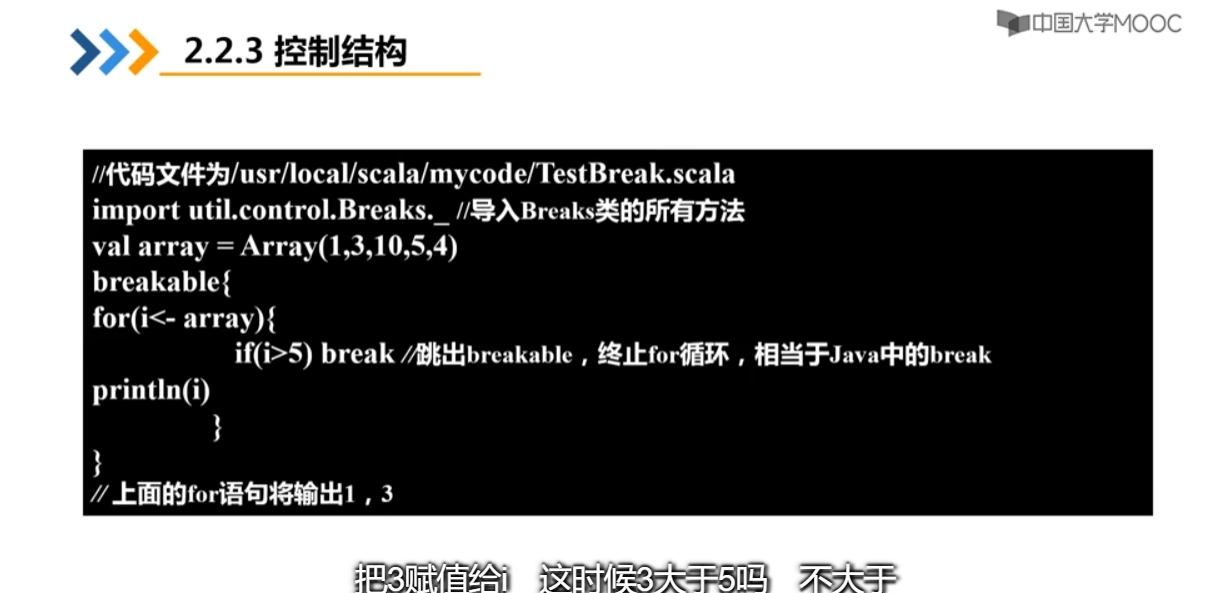 中国大学MOOC
2.2.3 控制结构
//代码文件为/usr/local/scala/mycode/TestBreak.scala
import util.control.Breaks._ //导入Breaks类的所有方法
val array = Array(1,3,10,5,4)
breakable{
for(i<- array){
if(i>5) break //跳出breakable，终止for循环，相当于Java中的break
println(i)
}
}
// 上面的for语句将输出1，3
把3赋值给i 这时候3大于5吗 不大于